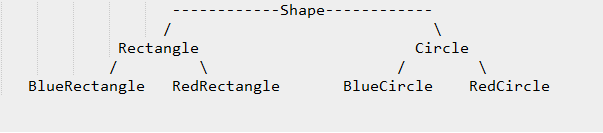 ------------Shape------------
/ \
Rectangle Circle
/ \ / \
BlueRectangle RedRectangle BlueCircle RedCircle